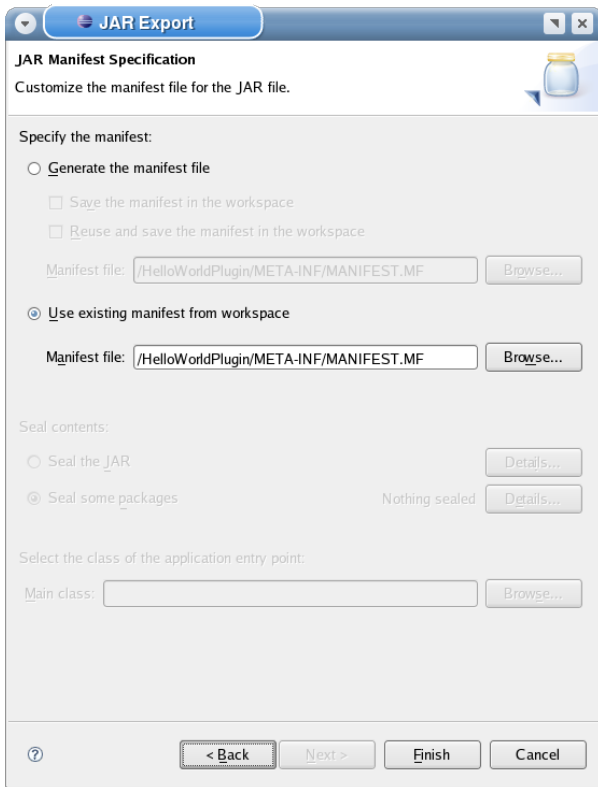 JAR Export
JAR Manifest Specification
Customize the manifest file for the JAR file.
Specify the manifest:
Generate the manifest file
Save the manifest in the workspace
Reuse and save the manifest in the workspace
Manifest file: /HelloWorldPlugin/META-INF/MANIFEST.MF Browse...
Use existing manifest from workspace
Manifest file: /HelloWorldPlugin/META-INF/MANIFEST.MF Browse...
Seal contents:
Seal the JAR Details...
Seal some packages Nothing sealed Details...
Select the class of the application entry point:
Main class: Browse...
? < Back Next > Finish Cancel